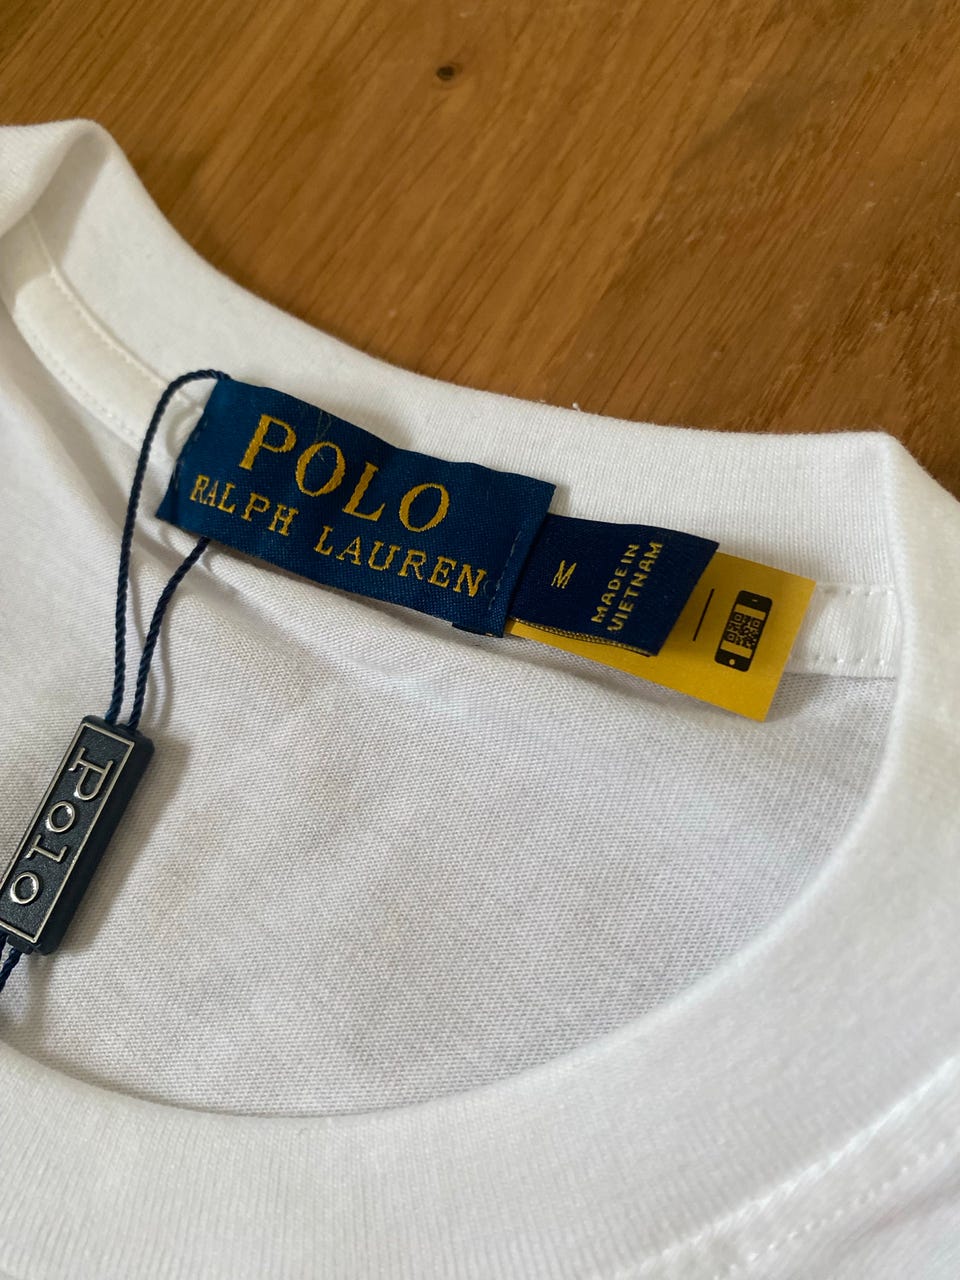 POLO
RALPH LAUREN
M
MADE IN
VIETNAM
Polo